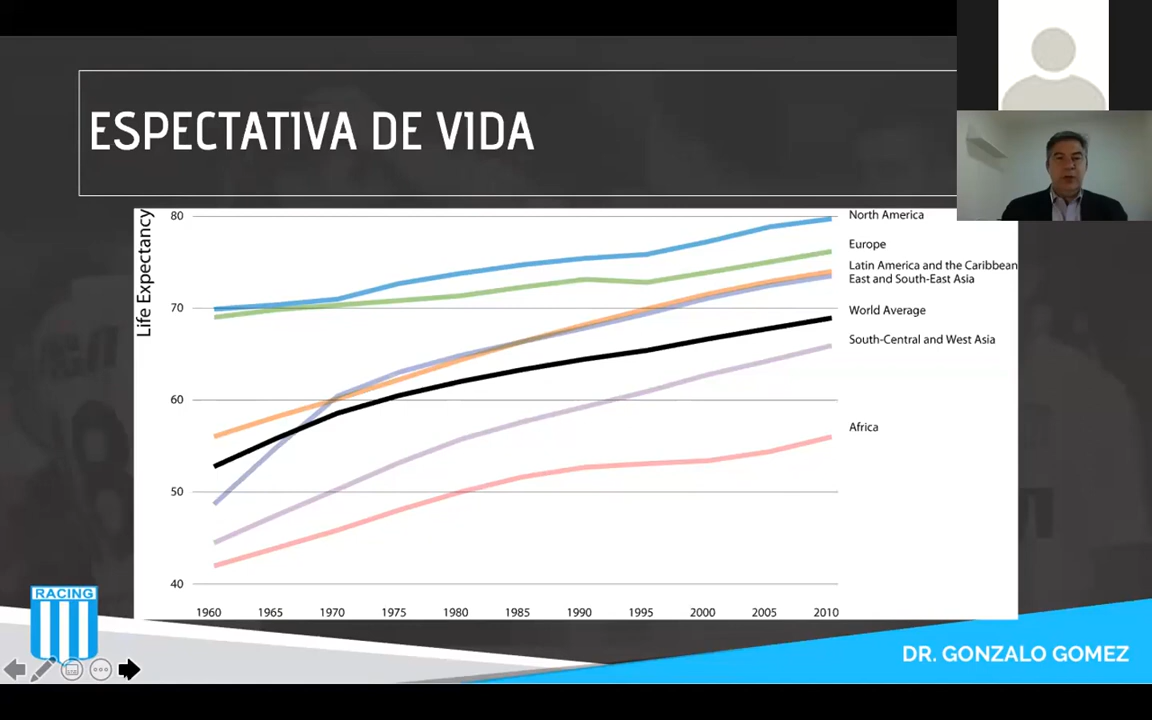 ESPECTATIVA DE VIDA
Life Expectancy
80
70
60
50
40
North America
Europe
Latin America and the Caribbean
East and South-East Asia
World Average
South-Central and West Asia
Africa
1960 1965 1970 1975 1980 1985 1990 1995 2000 2005 2010
RACING
DR. GONZALO GOMEZ